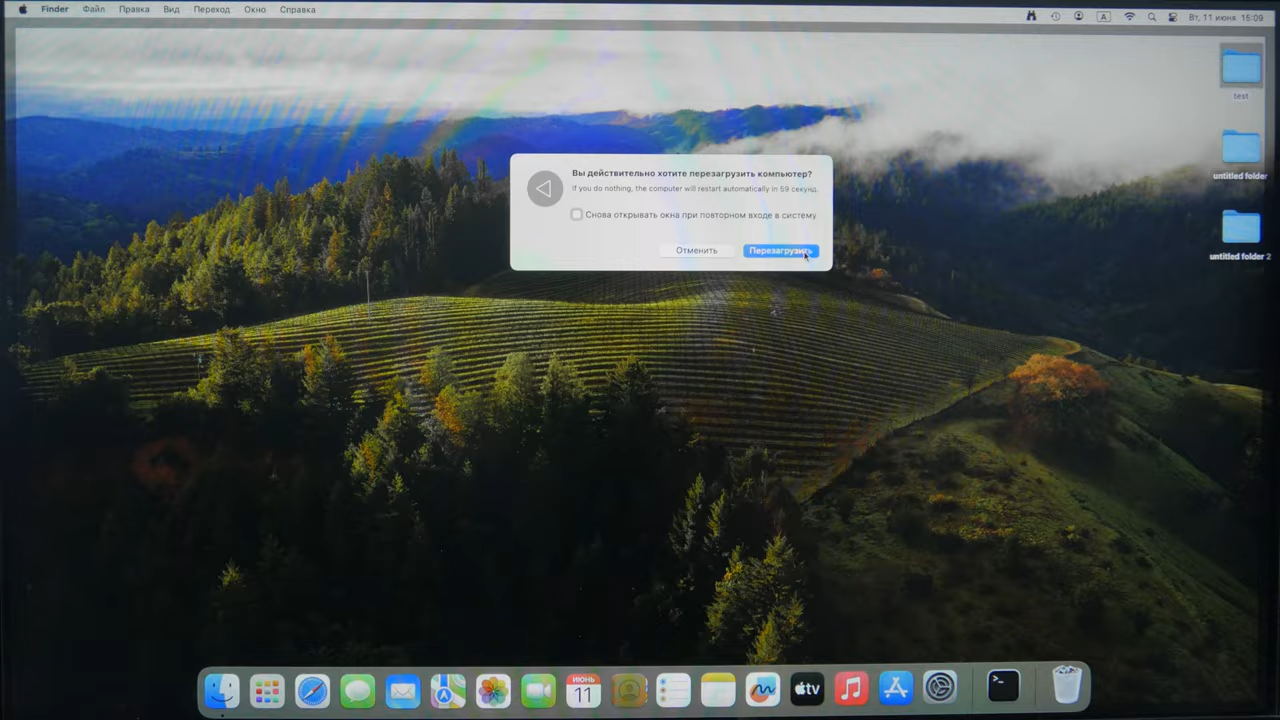 Finder Файл Правка Вид Переход Окно Справка
A Вт, 11 июня 15:09
test
untitled folder
untitled folder 2
Вы действительно хотите перезагрузить компьютер?
If you do nothing, the computer will restart automatically in 59 seconds.
Снова открывать окна при повторном входе в систему
Отменить Перезагрузить
ИЮНЬ
11
tv